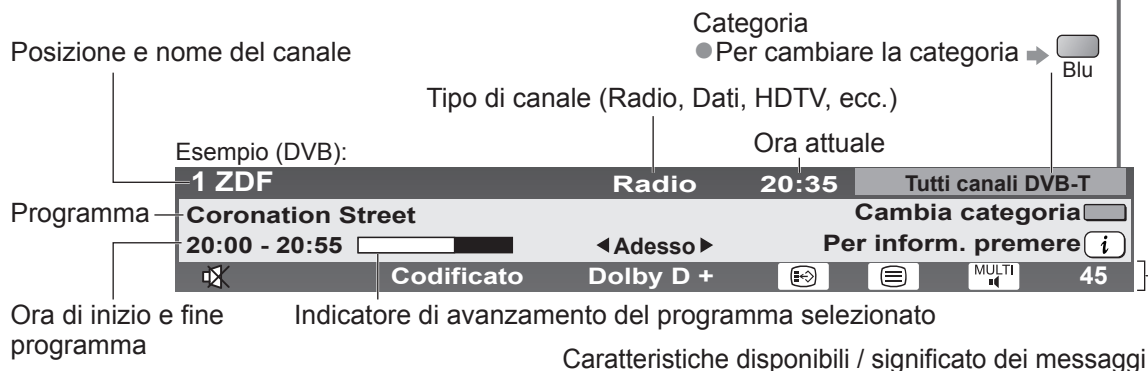 Categoria
Posizione e nome del canale
●Per cambiare la categoria
Blu
Tipo di canale (Radio, Dati, HDTV, ecc.)
Ora attuale
Esempio (DVB):
1 ZDF Radio 20:35 Tutti canali DVB-T
Programma Coronation Street Cambia categoria
20:00 - 20:55 ◄Adesso► Per inform. premere i
Codificato Dolby D + MULTI 45
Ora di inizio e fine
programma
Indicatore di avanzamento del programma selezionato
Caratteristiche disponibili / significato dei messaggi